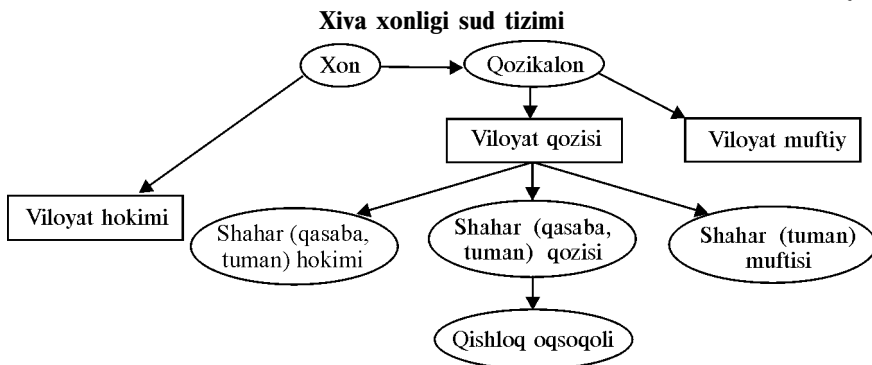 Xiva xonligi sud tizimi
Xon
Qozikalon
Viloyat qozisi
Viloyat muftiy
Viloyat hokimi
Shahar (qasaba,
tuman) hokimi
Shahar (qasaba,
tuman) qozisi
Shahar (tuman)
muftisi
Qishloq oqsoqoli